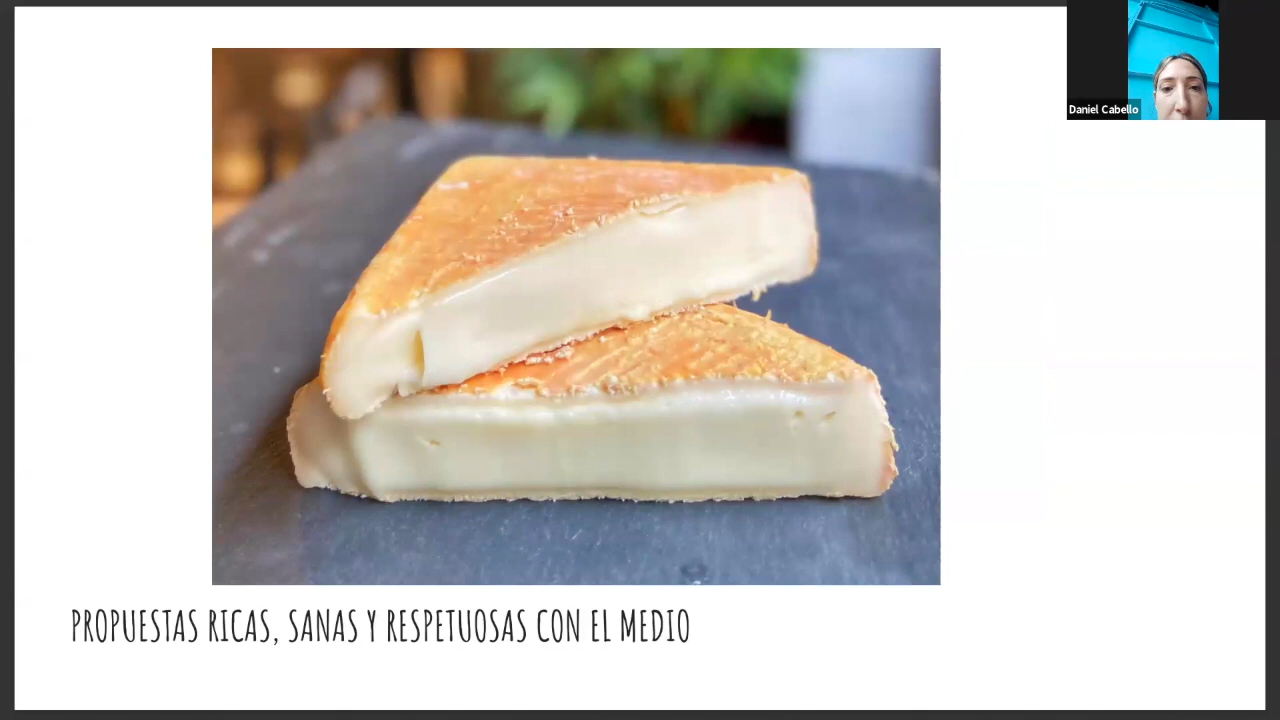 Daniel Cabello
PROPUESTAS RICAS, SANAS Y RESPETUOSAS CON EL MEDIO